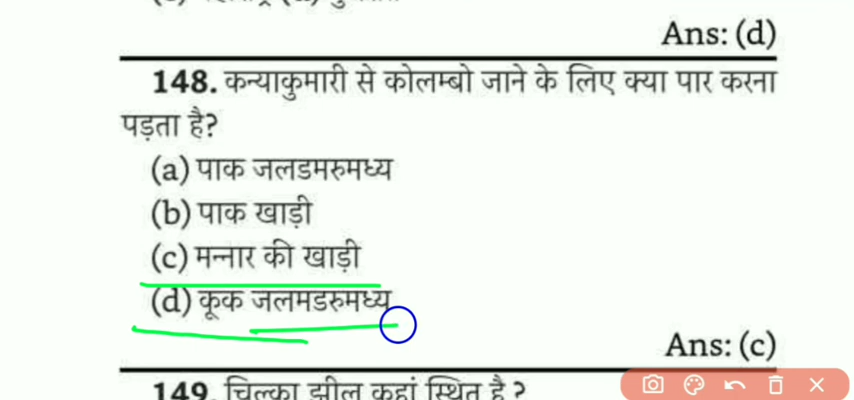 Ans: (d)
148. कन्याकुमारी से कोलम्बो जाने के लिए क्या पार करना
पड़ता है?
(a) पाक जलडमरुमध्य
(b) पाक खाड़ी
(c) मन्नार की खाड़ी
(d) कूक जलमडरुमध्य
Ans: (c)
149. चिल्का झील कहां स्थित है ?